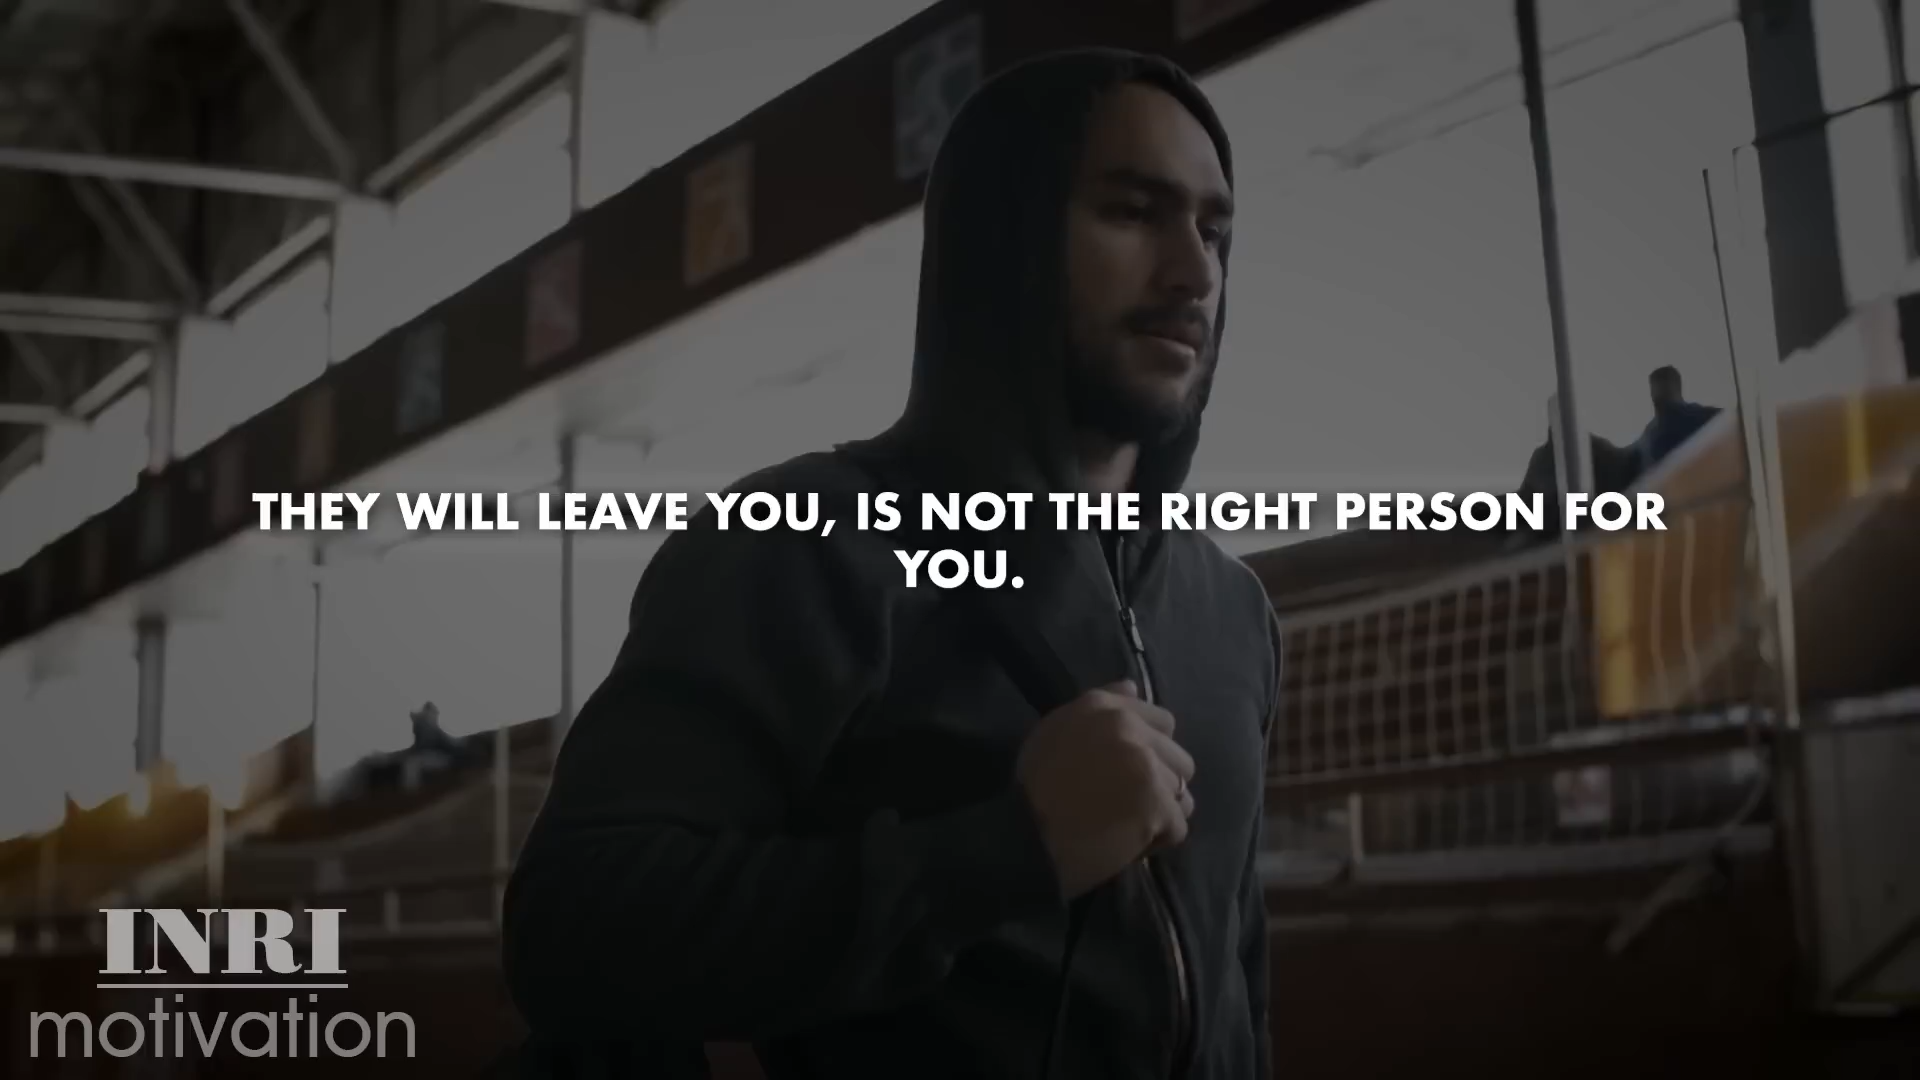 THEY WILL LEAVE YOU, IS NOT THE RIGHT PERSON FOR
YOU.
INRI
motivation